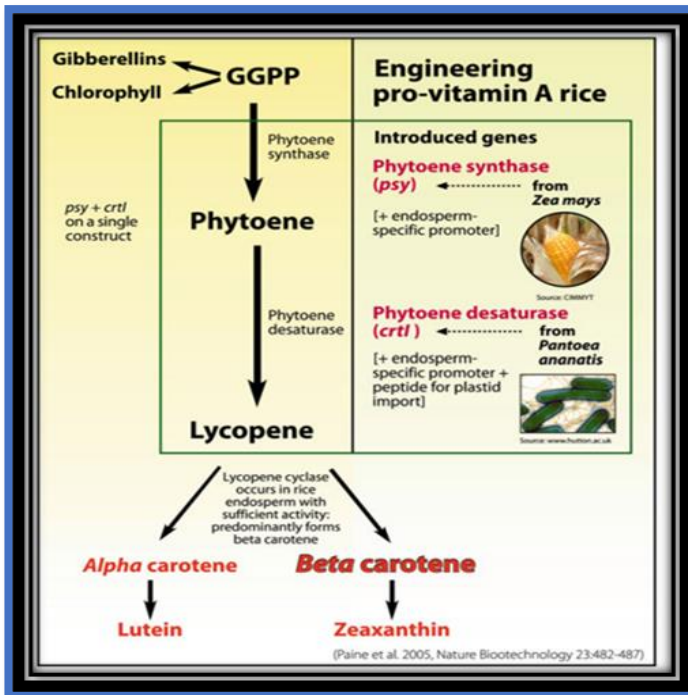 Gibberellins
Chlorophyll
GGPP
Engineering
pro-vitamin A rice
Phytoene
synthase
Introduced genes
Phytoene synthase
(psy)
from
Zea mays
[+ endosperm-
specific promoter]
Source: CIMMYT
psy + crtl
on a single
construct
Phytoene
Phytoene
desaturase
Phytoene desaturase
(crtl )
from
Pantoea
ananatis
[+ endosperm-
specific promoter +
peptide for plastid
import]
Source: www.hutton.ac.uk
Lycopene
Lycopene cyclase
occurs in rice
endosperm with
sufficient activity:
predominantly forms
beta carotene
Alpha carotene
Beta carotene
Lutein
Zeaxanthin
(Paine et al. 2005, Nature Biootechnology 23:482-487)